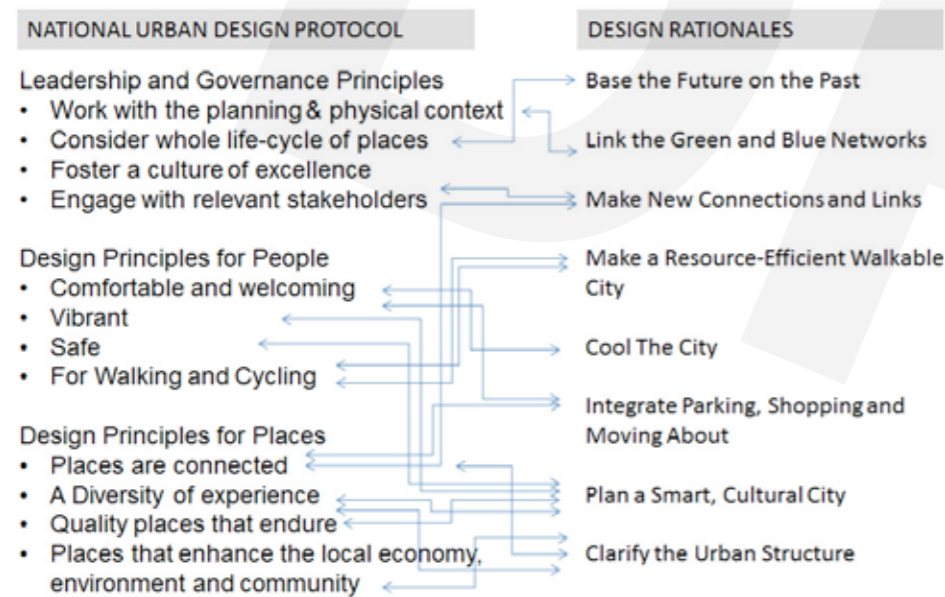 NATIONAL URBAN DESIGN PROTOCOL
Leadership and Governance Principles
• Work with the planning & physical context
• Consider whole life-cycle of places
• Foster a culture of excellence
• Engage with relevant stakeholders
Design Principles for People
• Comfortable and welcoming
• Vibrant
• Safe
• For Walking and Cycling
Design Principles for Places
• Places are connected
• A Diversity of experience
• Quality places that endure
• Places that enhance the local economy,
environment and community
DESIGN RATIONALES
Base the Future on the Past
Link the Green and Blue Networks
Make New Connections and Links
Make a Resource-Efficient Walkable
City
Cool The City
Integrate Parking, Shopping and
Moving About
Plan a Smart, Cultural City
Clarify the Urban Structure